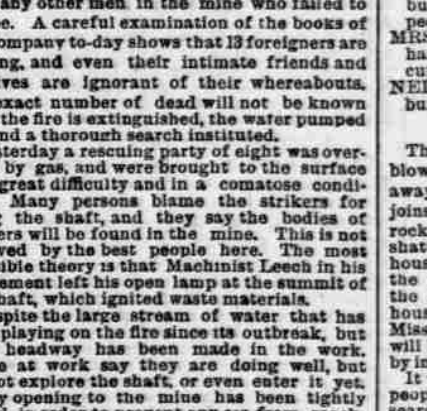 any other men, in the mine who failed to
e. A careful examination of the books of
ompany to-day shows that 13 foreigners are
ng, and even their intimate friends and
ves are ignorant of their whereabouts.
exact number of dead will not be known
the fire is extinguished, the water pumped
nd a thorough search instituted.
sterday a rescuing party of eight was over-
by gas, and were brought to the surface
great difficulty and in a comatose condi-
Many persons blame the strikers for
g the shaft, and they say the bodies of
ers will be found in the mine. This is not
ved by the best people here. The most
ible theory is that Machinist Leech in his
ement left his open lamp at the summit of
haft, which ignited waste materials.
spite the large stream of water that has
playing on the fire since its outbreak, but
headway has been made in the work.
e at work say they are doing well, but
ot explore the shaft, or even enter it yet.
y opening to the mine has been tightly
bu
pe
MRS
ha
cu
NEI
bu
Th
blow
away
joins
rock
shat
hous
the
the
hous
Miss
will
by in
It
peop